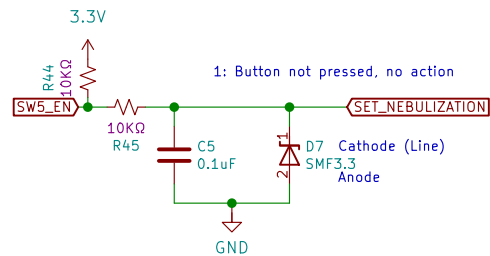 3.3V
R44
10KΩ
1: Button not pressed, no action
SW5_EN
SET_NEBULIZATION
10KΩ
R45
C5
0.1uF
1
2
D7
SMF3.3
Cathode (Line)
Anode
GND